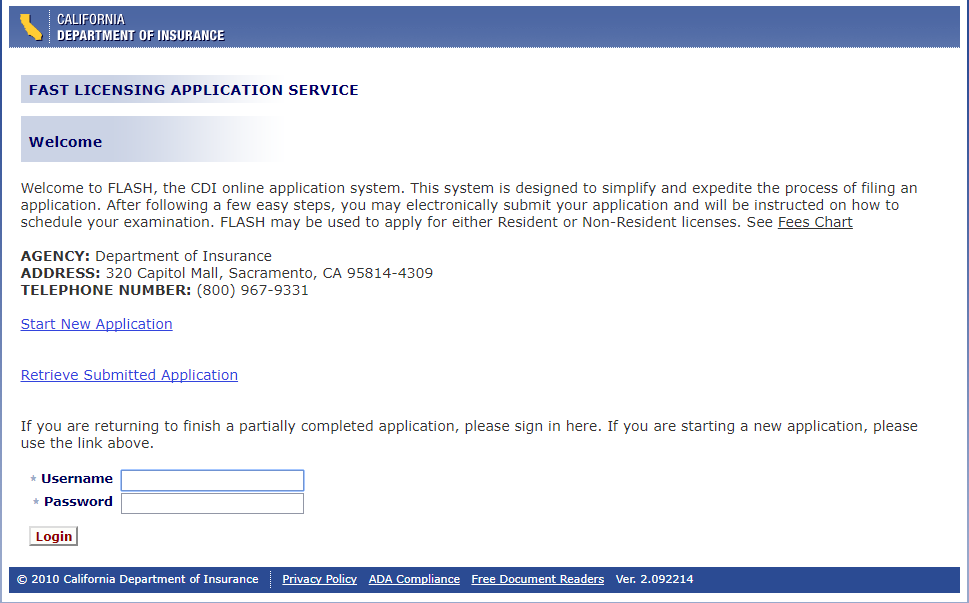 CALIFORNIA
DEPARTMENT OF INSURANCE
FAST LICENSING APPLICATION SERVICE
Welcome
Welcome to FLASH, the CDI online application system. This system is designed to simplify and expedite the process of filing an
application. After following a few easy steps, you may electronically submit your application and will be instructed on how to
schedule your examination. FLASH may be used to apply for either Resident or Non-Resident licenses. See Fees Chart
AGENCY: Department of Insurance
ADDRESS: 320 Capitol Mall, Sacramento, CA 95814-4309
TELEPHONE NUMBER: (800) 967-9331
Start New Application
Retrieve Submitted Application
If you are returning to finish a partially completed application, please sign in here. If you are starting a new application, please
use the link above.
* Username
* Password
Login
© 2010 California Department of Insurance Privacy Policy ADA Compliance Free Document Readers Ver. 2.092214